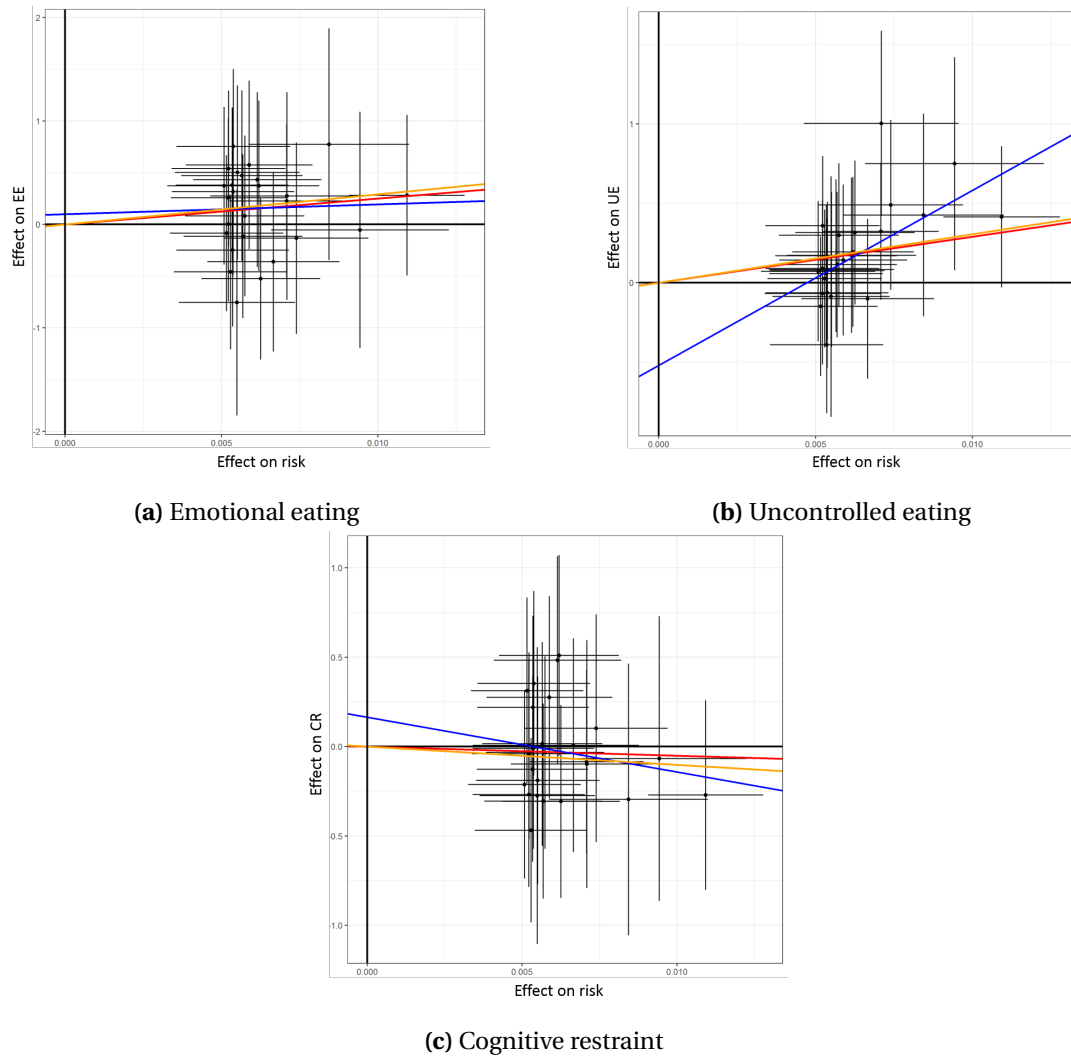 2
1
0
-1
-2
Effect on EE
0.000 0.005 0.010
Effect on risk
(a) Emotional eating
1
0
Effect on UE
0.000 0.005 0.010
Effect on risk
(b) Uncontrolled eating
1.0
0.5
0.0
0.5
1.0
Effect on CR
0.000 0.005 0.010
Effect on risk
(c) Cognitive restraint